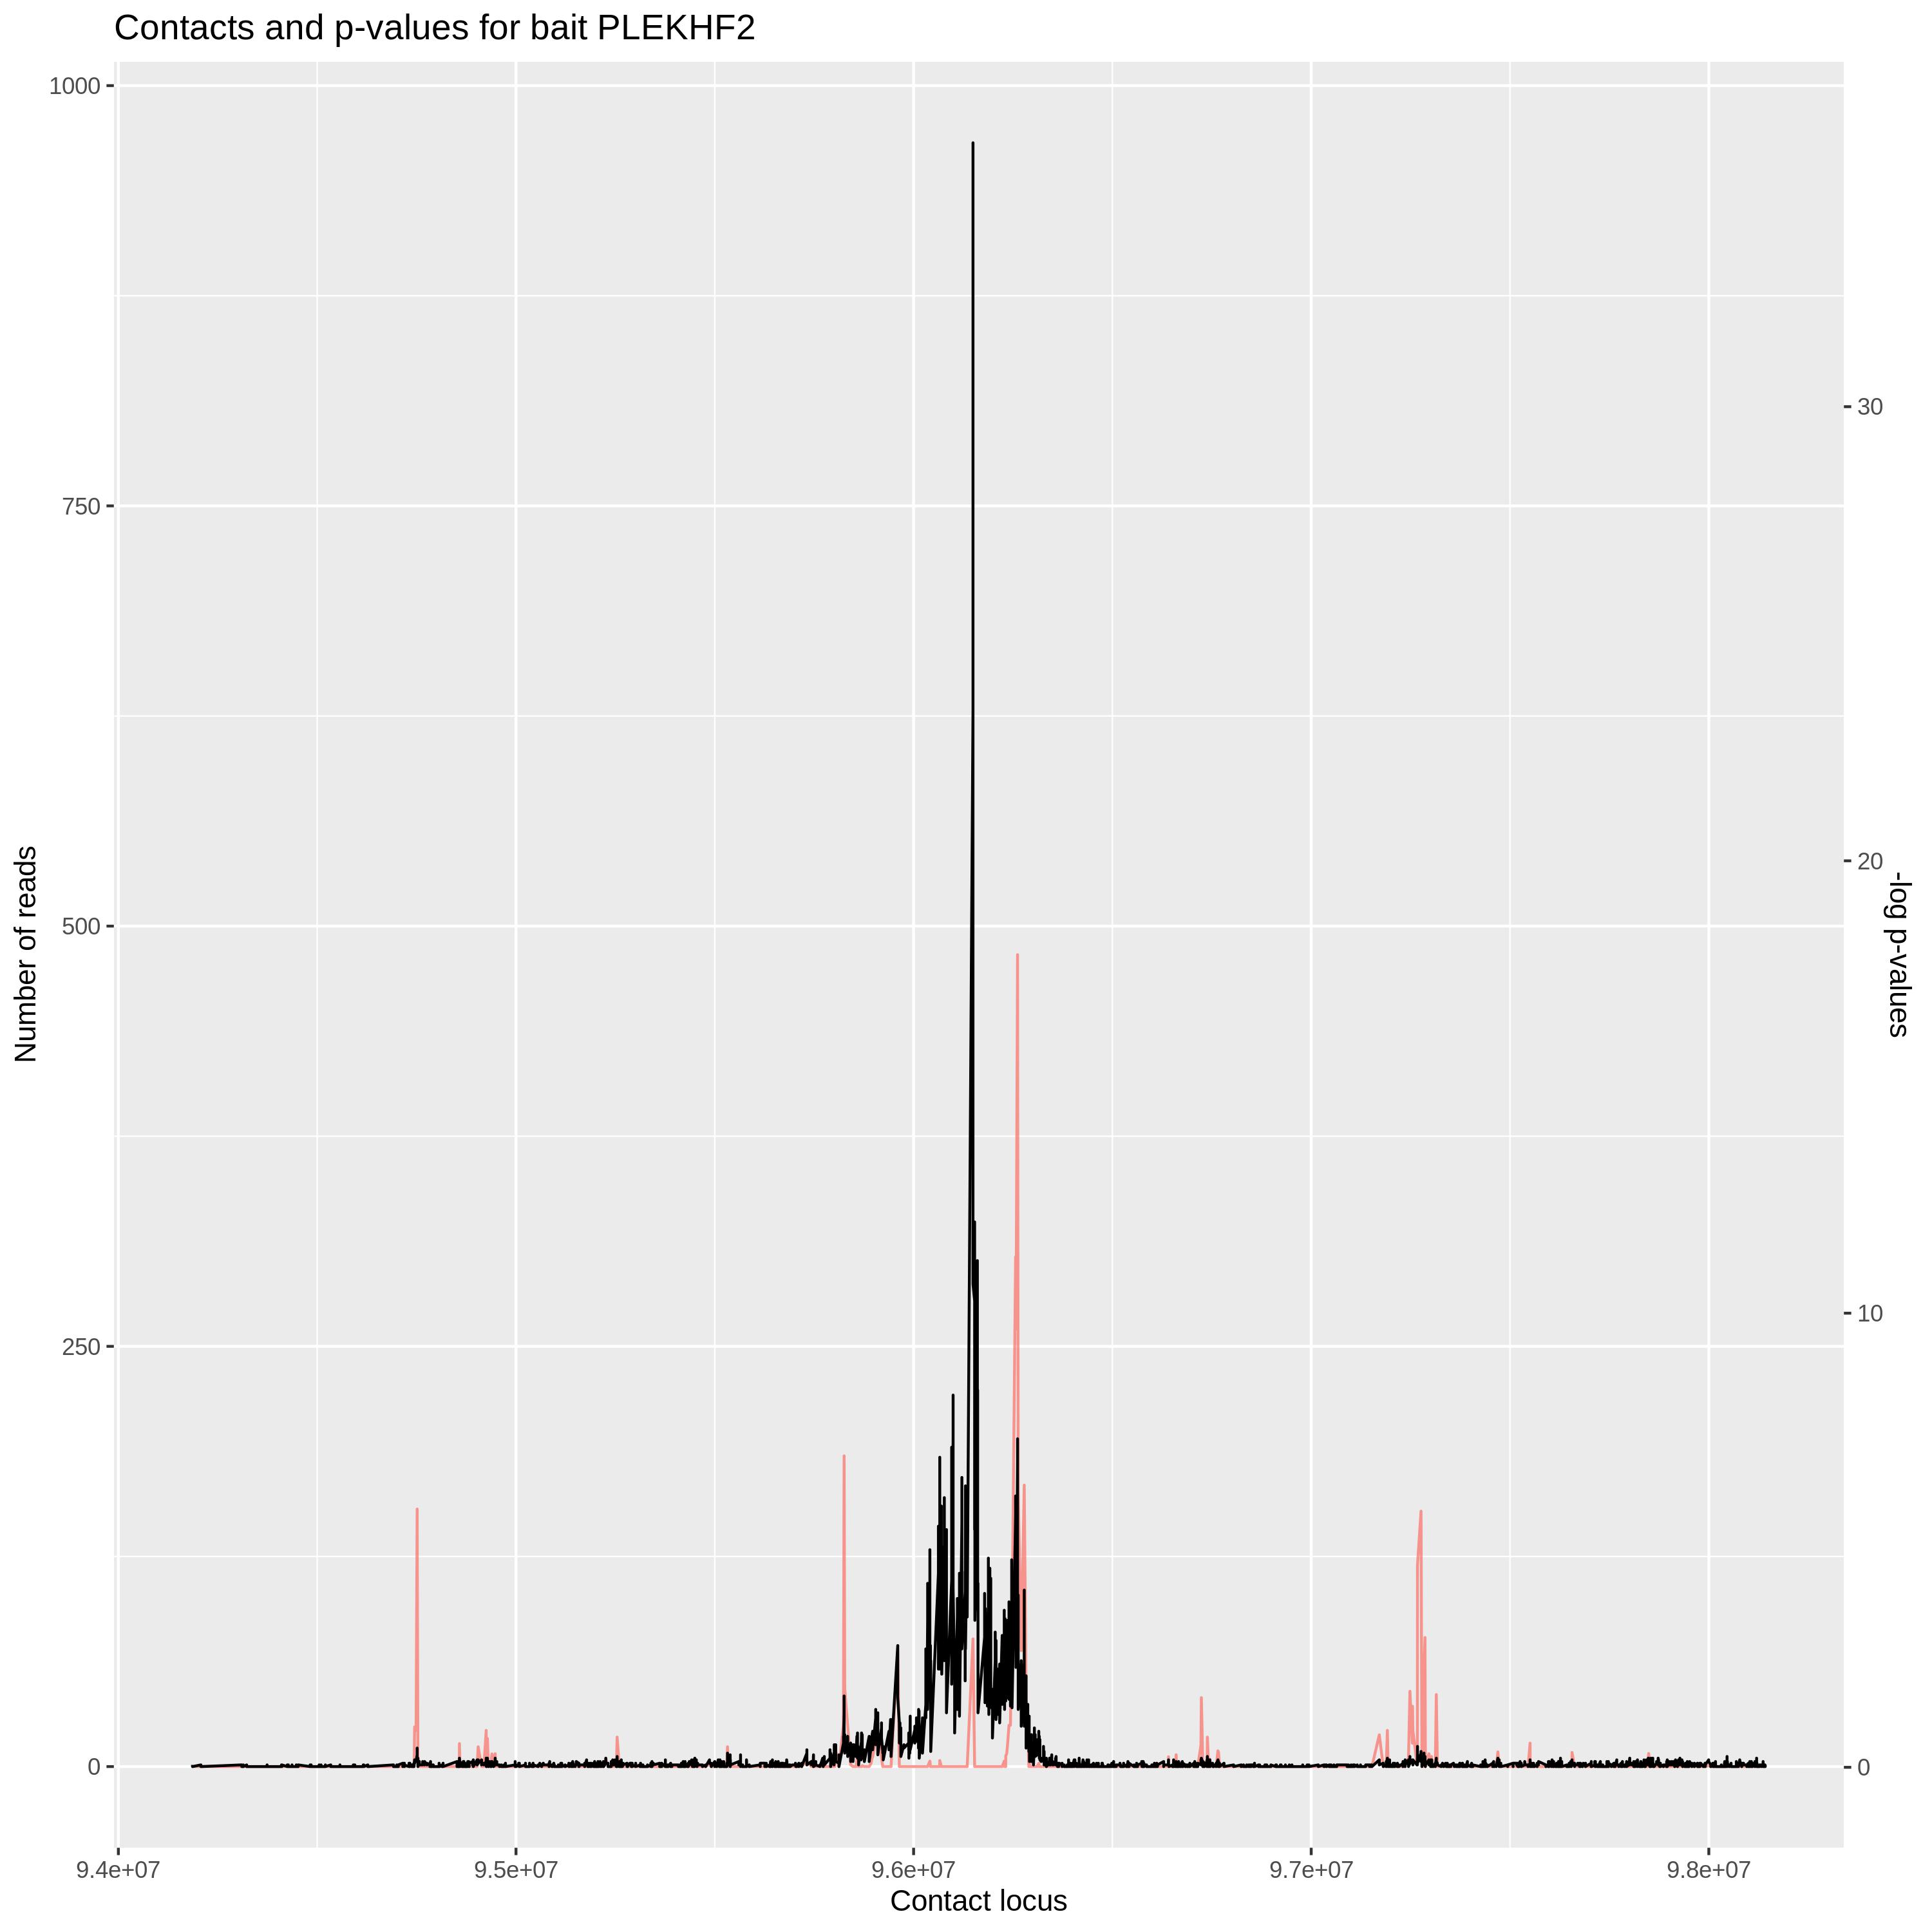 Contacts and p-values for bait PLEKHF2
1000
750
500
250
0
Number of reads
30
20
10
0
-log p-values
9.4e+07
9.5e+07
9.6e+07
9.7e+07
9.8e+07
Contact locus